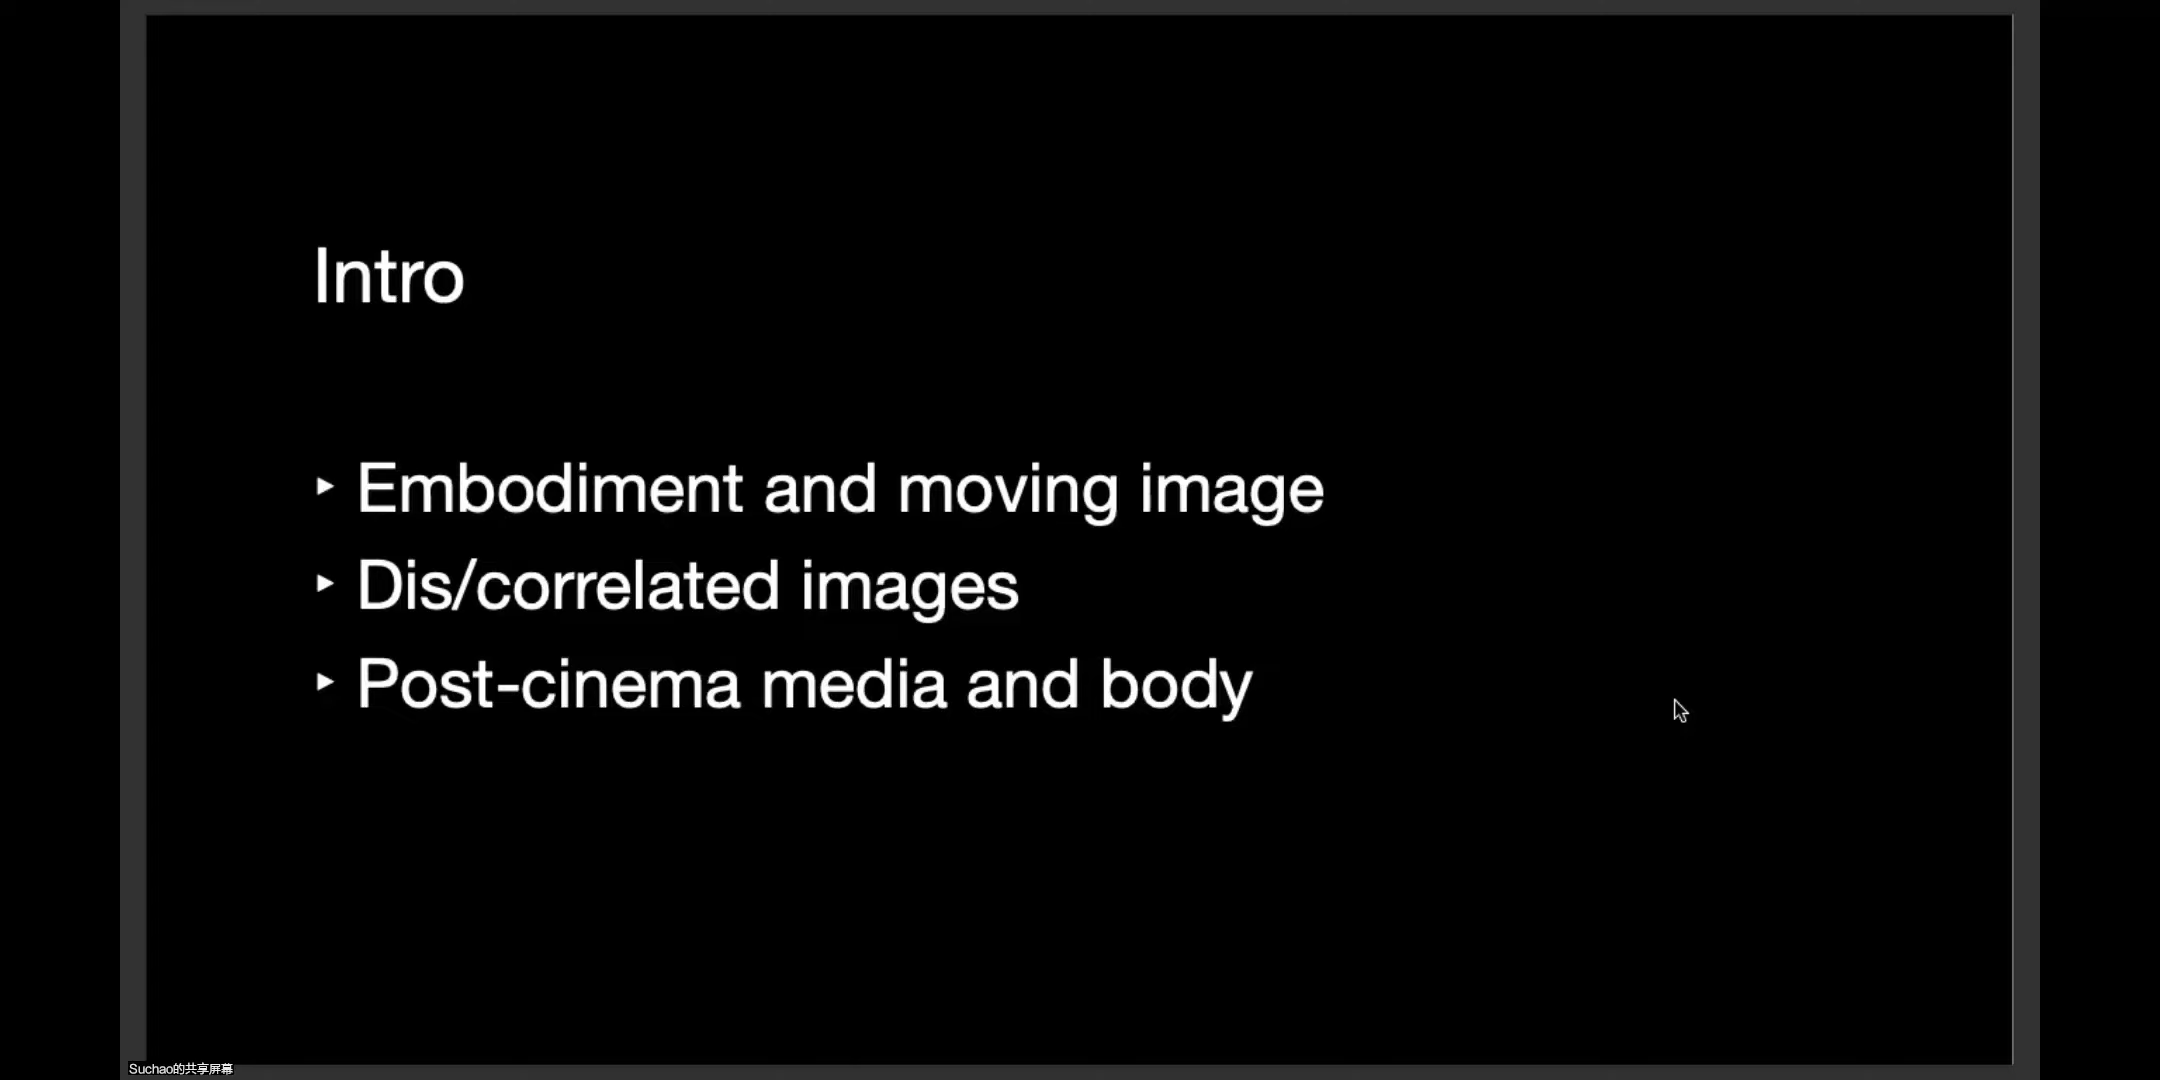 Intro
‣ Embodiment and moving image
‣ Dis/correlated images
‣ Post-cinema media and body
Suchao的共享屏幕